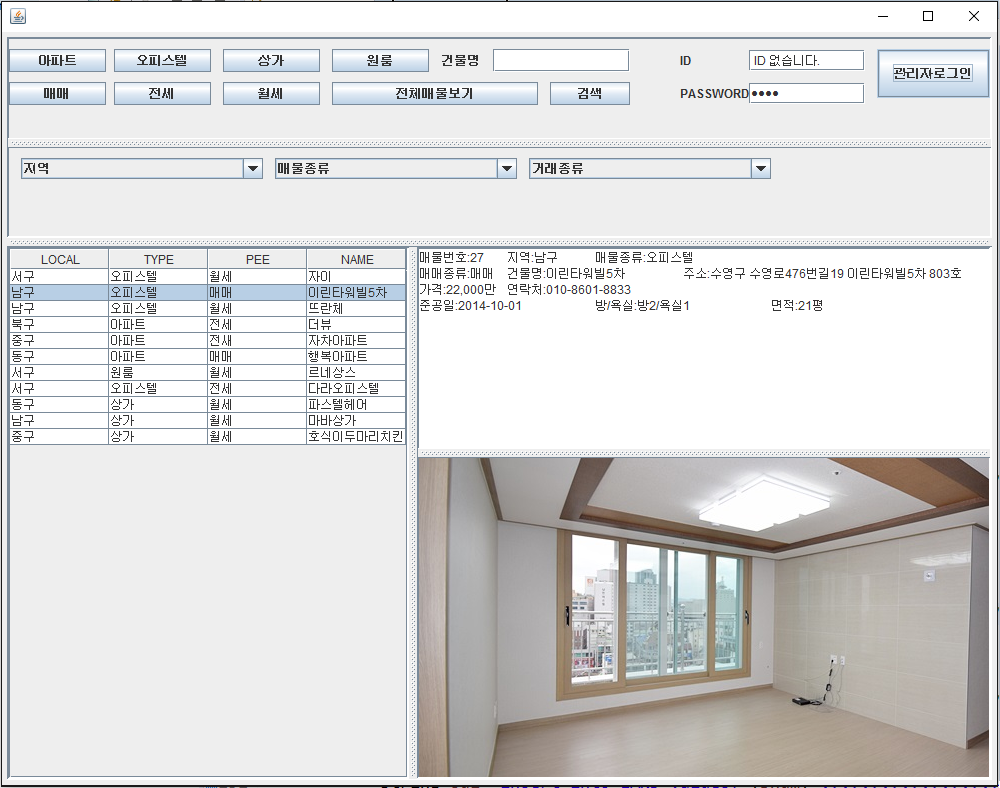 아파트 오피스텔 상가 원룸 건물명 ID ID 없습니다. 관리자로그인
매매 전세 월세 전체매물보기 검색 PASSWORD ●●●●
지역 매물종류 거래종류
LOCAL TYPE PEE NAME
서구 오피스텔 월세 자이
남구 오피스텔 매매 이린타워빌5차
남구 오피스텔 월세 뜨란체
북구 아파트 전세 더뷰
중구 아파트 전세 자차아파트
동구 아파트 매매 행복아파트
서구 원룸 월세 르네상스
서구 오피스텔 전세 다라오피스텔
동구 상가 월세 파스텔헤어
남구 상가 월세 마바상가
중구 상가 월세 호식이두마리치킨
매물번호:27 지역:남구 매물종류:오피스텔
매매종류:매매 건물명:이린타워빌5차 주소:수영구 수영로476번길19 이린타워빌5차 803호
가격:22,000만 연락처:010-8601-8833
준공일:2014-10-01 방/욕실:방2/욕실1 면적:21평